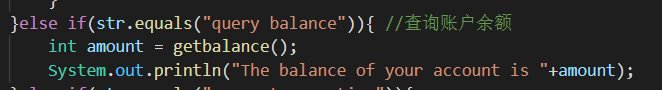 }
}else if(str.equals("query balance")){ //查询账户余额
int amount = getbalance();
System.out.println("The balance of your account is "+amount);